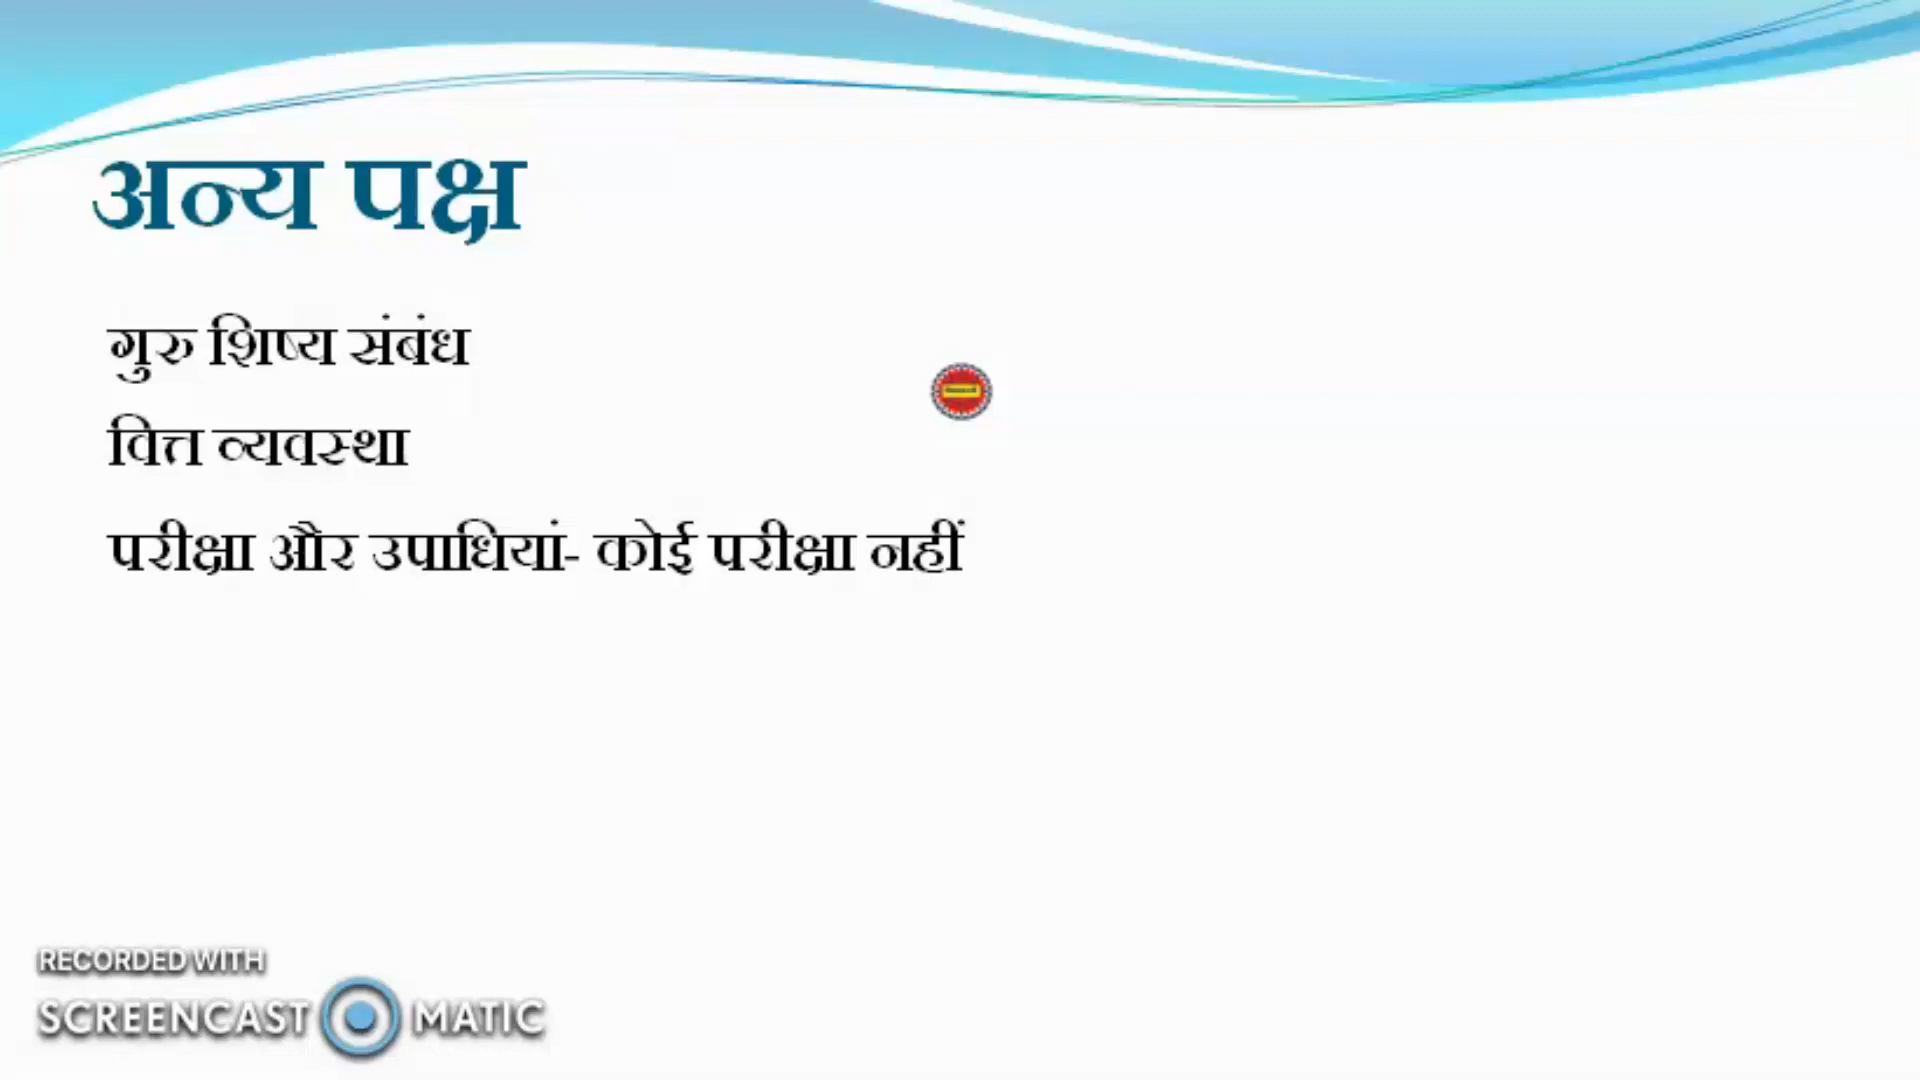 अन्य पक्ष
गुरु शिष्य संबंध
वित्त व्यवस्था
परीक्षा और उपाधियां- कोई परीक्षा नहीं
RECORDED WITH
SCREENCAST MATIC